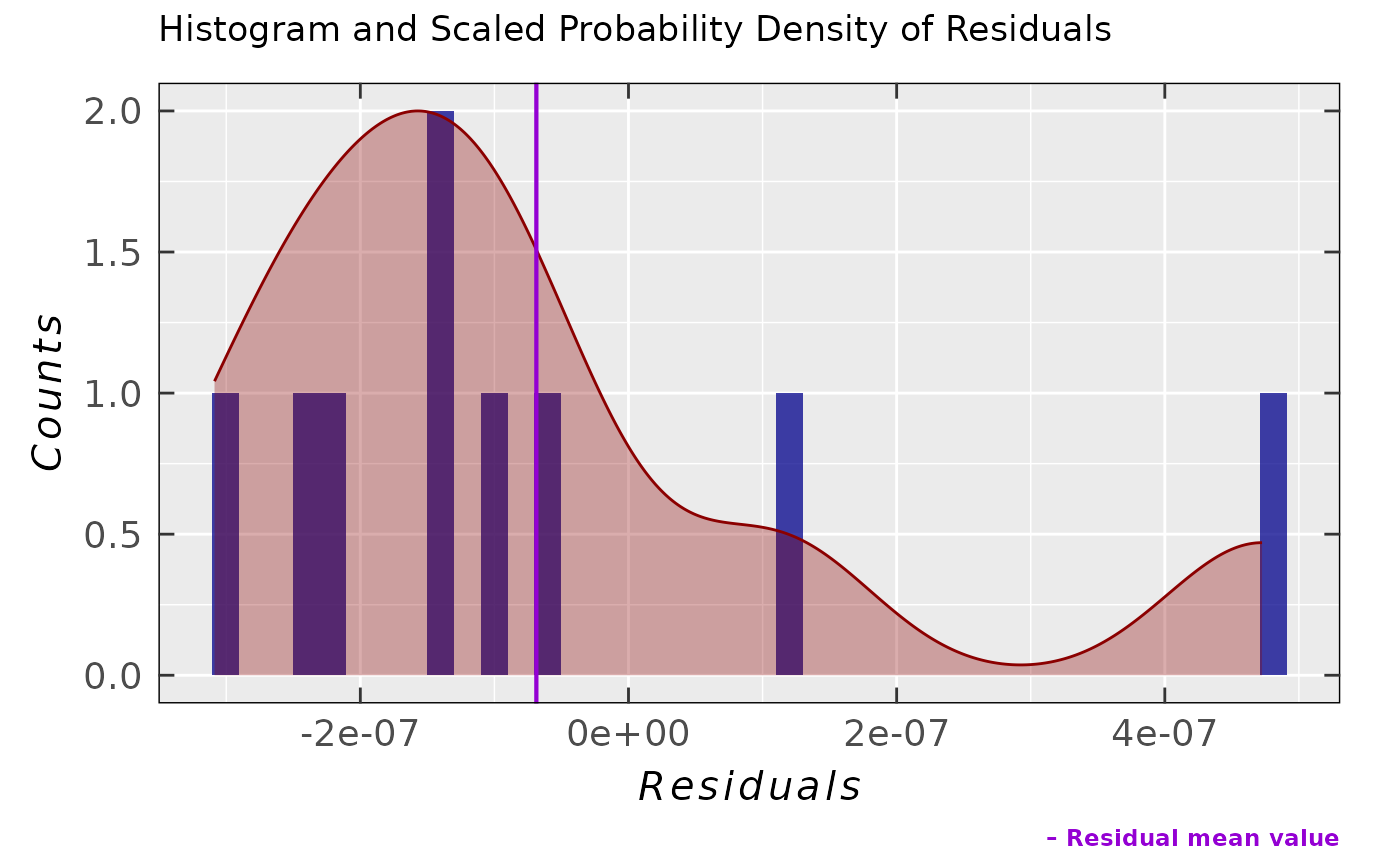 Histogram and Scaled Probability Density of Residuals
2.0
1.5
1.0
0.5
0.0
Counts
-2e-07 0e+00 2e-07 4e-07
Residuals
– Residual mean value